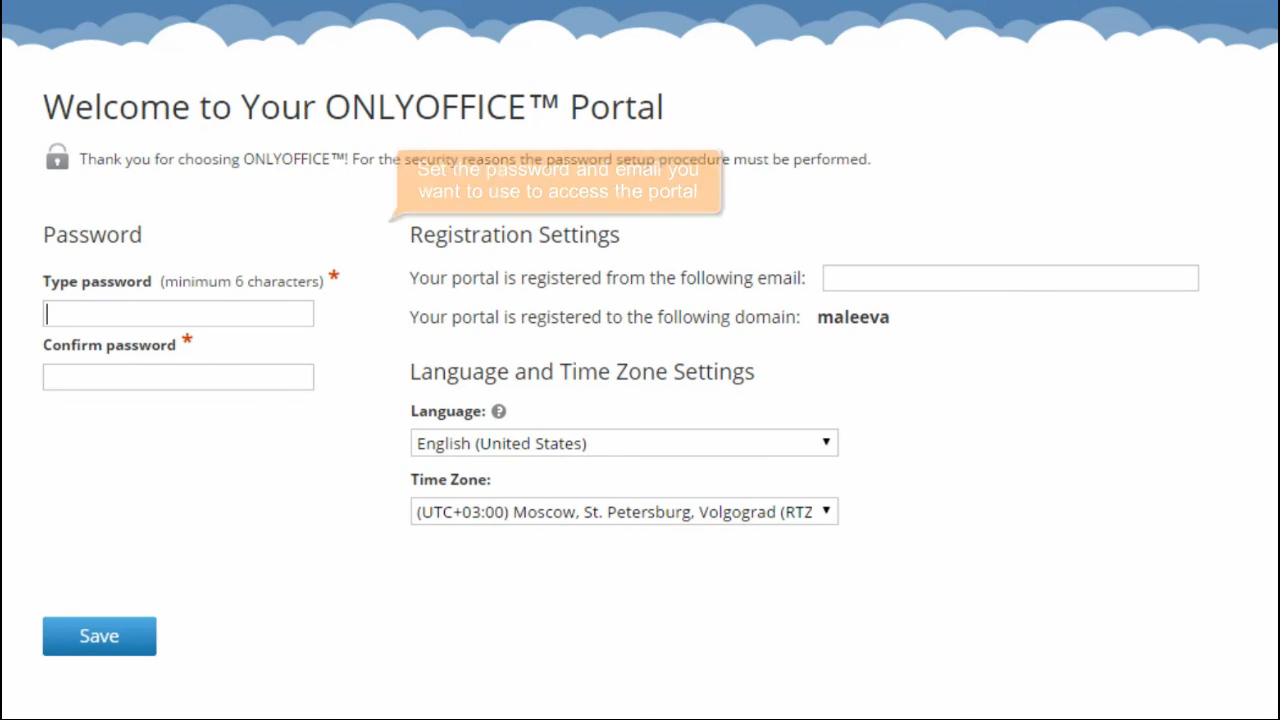 Welcome to Your ONLYOFFICE™ Portal
Thank you for choosing ONLYOFFICE™! For the security reasons the password setup procedure must be performed.
Set the password and email you
want to use to access the portal
Password
Type password (minimum 6 characters) *
Confirm password *
Registration Settings
Your portal is registered from the following email:
Your portal is registered to the following domain: maleeva
Language and Time Zone Settings
Language: ?
English (United States)
Time Zone:
(UTC+03:00) Moscow, St. Petersburg, Volgograd (RTZ
Save